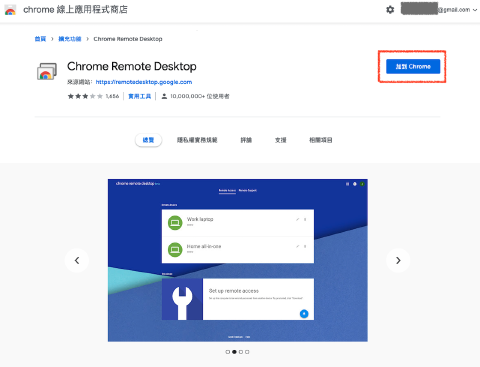 chrome 線上應用程式商店
@gmail.com
首頁 › 擴充功能 › Chrome Remote Desktop
Chrome Remote Desktop
加到 Chrome
來源網站： https://remotedesktop.google.com
1,656 實用工具 10,000,000+ 位使用者
總覽 隱私權實務規範 評論 支援 相關項目
chrome remote desktop
Remote Access Remote Support
Work laptop
Home all-in-one
Set up remote access